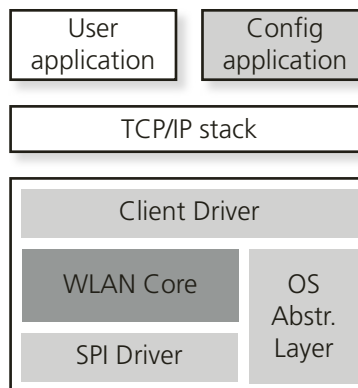 User
application
Config
application
TCP/IP stack
Client Driver
WLAN Core
SPI Driver
OS
Abstr.
Layer